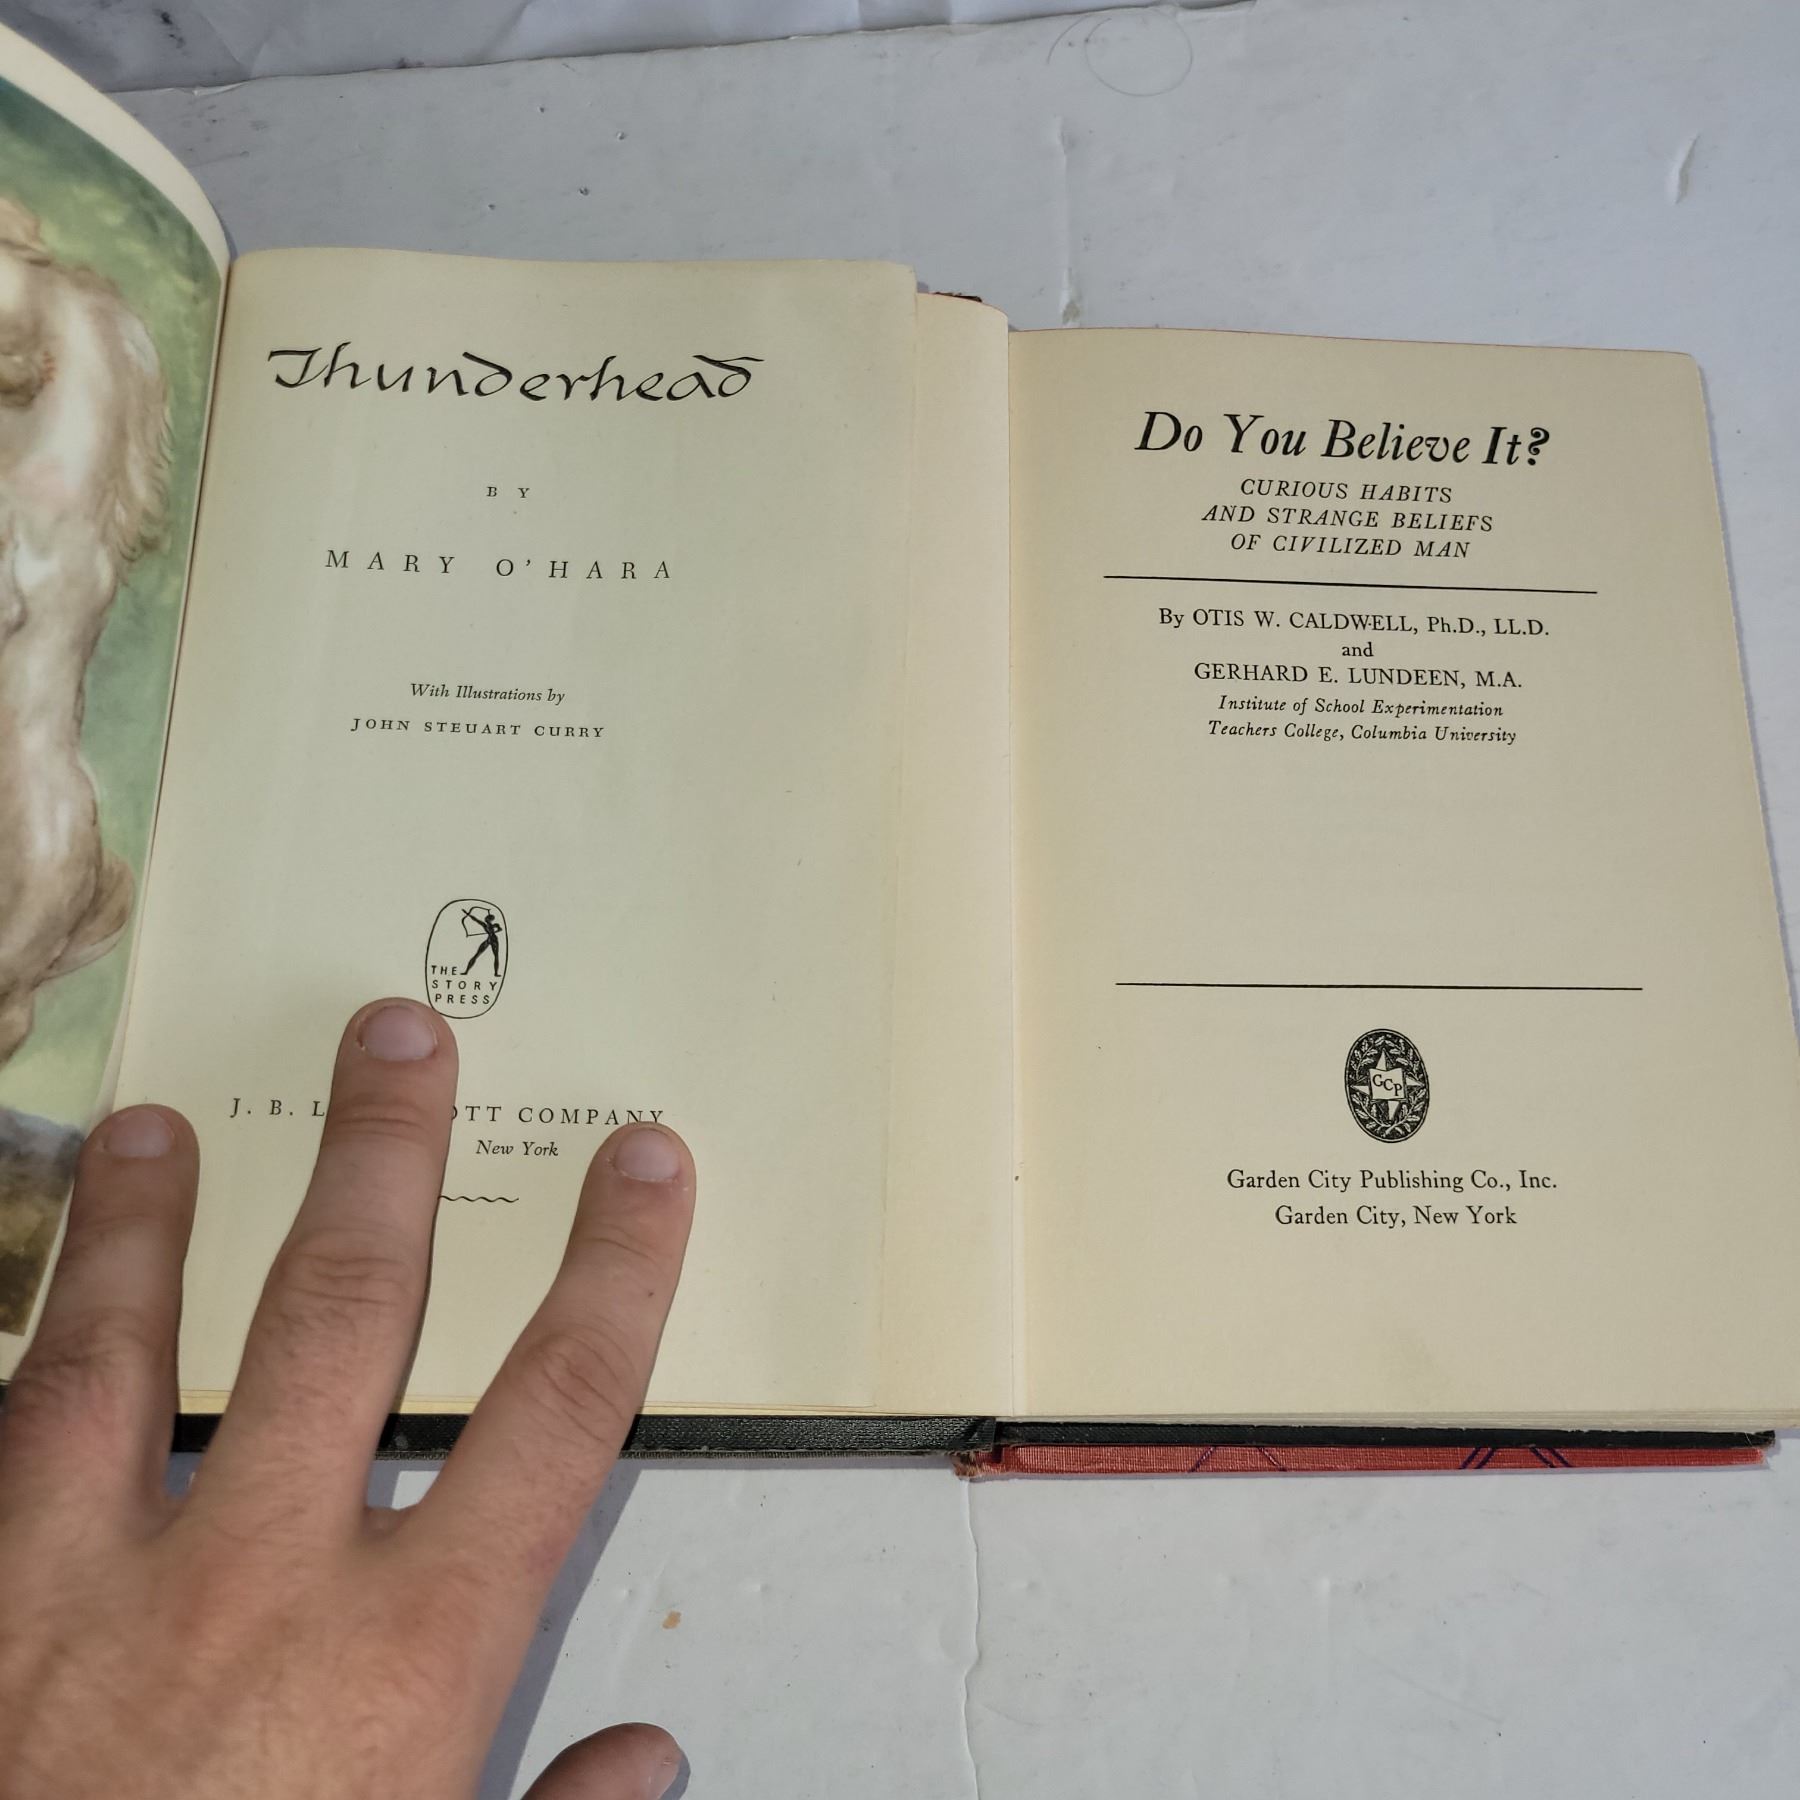 Thunderhead
BY
MARY O'HARA
With Illustrations by
JOHN STEUART CURRY
THE
STORY
PRESS
J. B. COMPANY
New York
Do You Believe It?
CURIOUS HABITS
AND STRANGE BELIEFS
OF CIVILIZED MAN
By OTIS W. CALDWELL, Ph.D., LL.D.
and
GERHARD E. LUNDEEN, M.A.
Institute of School Experimentation
Teachers College, Columbia University
GCP
Garden City Publishing Co., Inc.
Garden City, New York